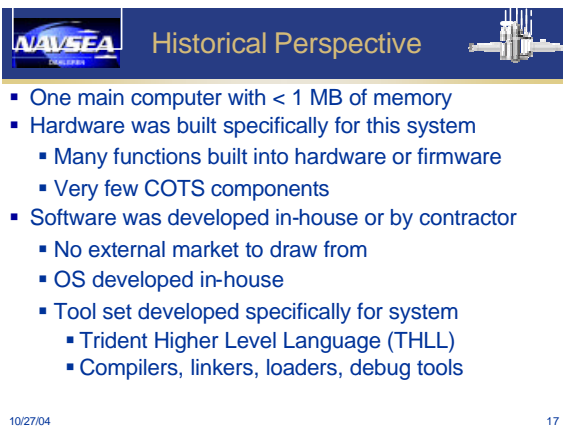 NAVSEA
DAHLGREN
Historical Perspective
▪ One main computer with < 1 MB of memory
▪ Hardware was built specifically for this system
▪ Many functions built into hardware or firmware
▪ Very few COTS components
▪ Software was developed in-house or by contractor
▪ No external market to draw from
▪ OS developed in-house
▪ Tool set developed specifically for system
▪ Trident Higher Level Language (THLL)
▪ Compilers, linkers, loaders, debug tools
10/27/04
17